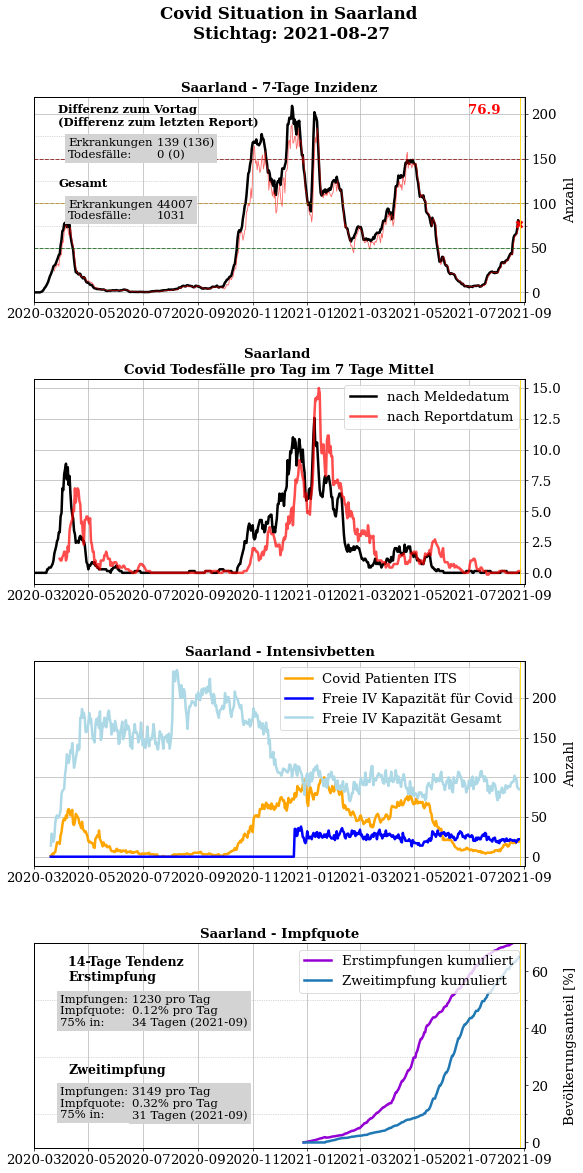 Covid Situation in Saarland
Stichtag: 2021-08-27
Saarland - 7-Tage Inzidenz
Differenz zum Vortag
(Differenz zum letzten Report)
76.9
Erkrankungen 139 (136)
Todesfälle: 0 (0)
Gesamt
Erkrankungen 44007
Todesfälle: 1031
200
150
100
50
0
Anzahl
2020-03 2020-05 2020-07 2020-09 2020-11 2021-01 2021-03 2021-05 2021-07 2021-09
Saarland
Covid Todesfälle pro Tag im 7 Tage Mittel
nach Meldedatum
nach Reportdatum
15.0
12.5
10.0
7.5
5.0
2.5
0.0
2020-03 2020-05 2020-07 2020-09 2020-11 2021-01 2021-03 2021-05 2021-07 2021-09
Saarland - Intensivbetten
Covid Patienten ITS
Freie IV Kapazität für Covid
Freie IV Kapazität Gesamt
200
150
100
50
0
Anzahl
2020-03 2020-05 2020-07 2020-09 2020-11 2021-01 2021-03 2021-05 2021-07 2021-09
Saarland - Impfquote
14-Tage Tendenz
Erstimpfung
Impfungen: 1230 pro Tag
Impfquote: 0.12% pro Tag
75% in: 34 Tagen (2021-09)
Zweitimpfung
Impfungen: 3149 pro Tag
Impfquote: 0.32% pro Tag
75% in: 31 Tagen (2021-09)
Erstimpfungen kumuliert
Zweitimpfung kumuliert
60
40
20
0
Bevölkerungsanteil [%]
2020-03 2020-05 2020-07 2020-09 2020-11 2021-01 2021-03 2021-05 2021-07 2021-09